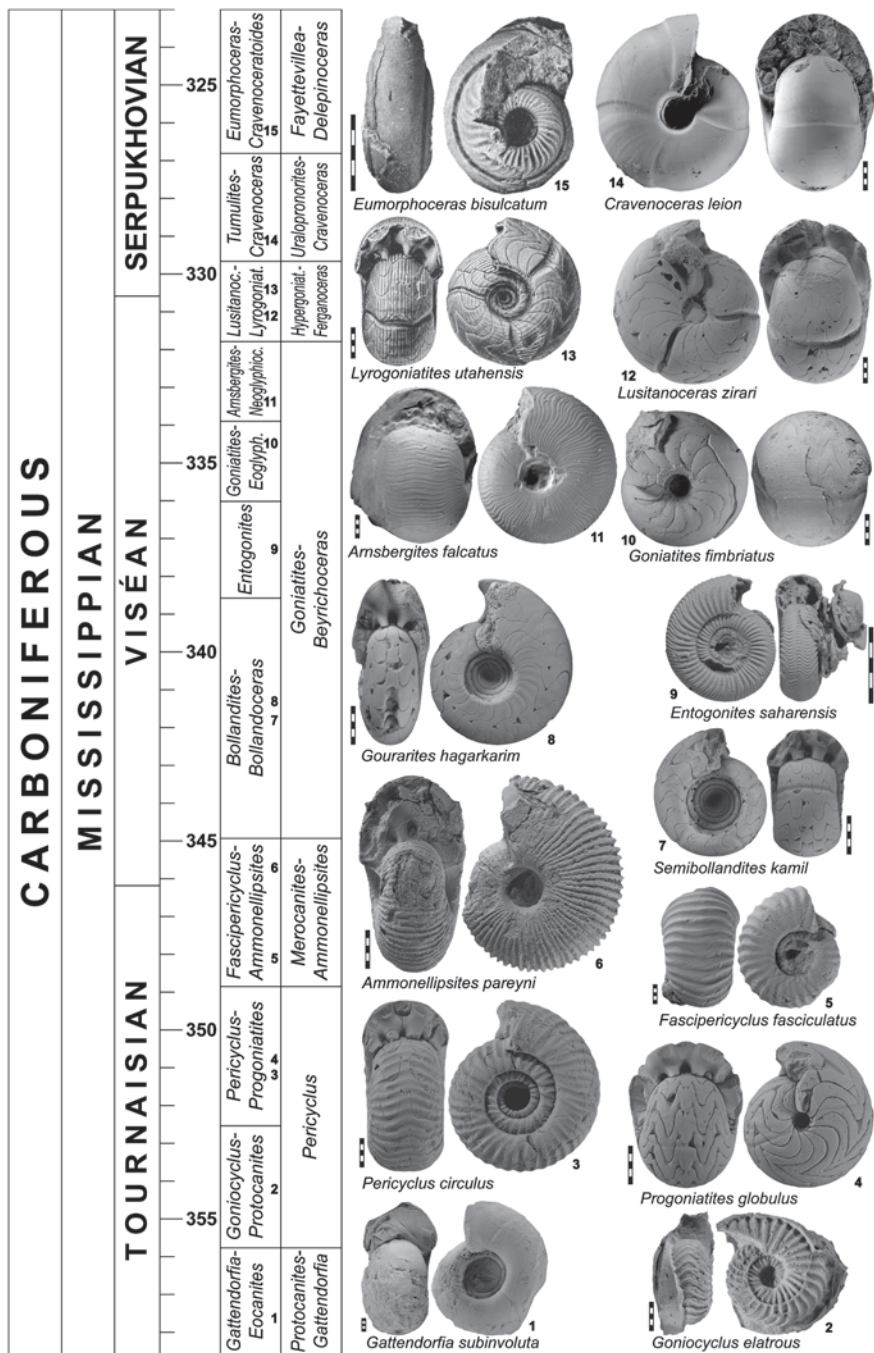 CARBONIFEROUS
MISSISSIPPIAN
SERPUKHOVIAN
VISÉAN
TOURNAISIAN
325
330
335
340
345
350
355
Eumorphoceras-
Cravenoceratoides
15
Tumulites-
Cravenoceras
14
Lusitanoc.-
Lyrogoniat.
13
12
Arnsbergites-
Neoglyphioc.
11
Goniatites-
Eoglyph.
10
Entogonites
9
Bollandites-
Bollandoceras
8
7
Fascipericyclus-
Ammonellipsites
6
5
Pericyclus-
Progoniatites
4
3
Goniocyclus-
Protocanites
2
Gattendorfia-
Eocanites
1
Fayettevillea-
Delepinoceras
Uralopronorites-
Cravenoceras
Hypergoniat.-
Ferganoceras
Goniatites-
Beyrichoceras
Merocanites-
Ammonellipsites
Pericyclus
Protocanites-
Gattendorfia
15
Eumorphoceras bisulcatum
14
Cravenoceras leion
13
Lyrogoniatites utahensis
12
Lusitanoceras zirari
11
Arnsbergites falcatus
10
Goniatites fimbriatus
8
Gourarites hagarkarim
9
Entogonites saharensis
7
Semibollandites kamil
6
Ammonellipsites pareyni
5
Fascipericyclus fasciculatus
3
Pericyclus circulus
4
Progoniatites globulus
1
Gattendorfia subinvoluta
2
Goniocyclus elatrous